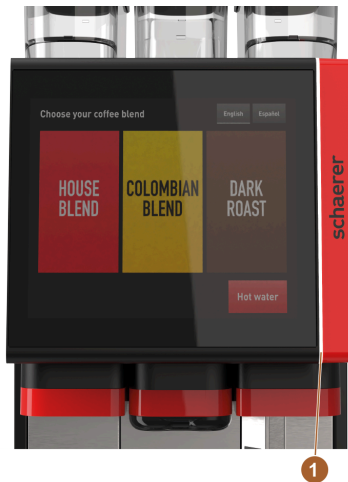 Choose your coffee blend
English Español
HOUSE
BLEND
COLOMBIAN
BLEND
DARK
ROAST
Hot water
schaerer
1